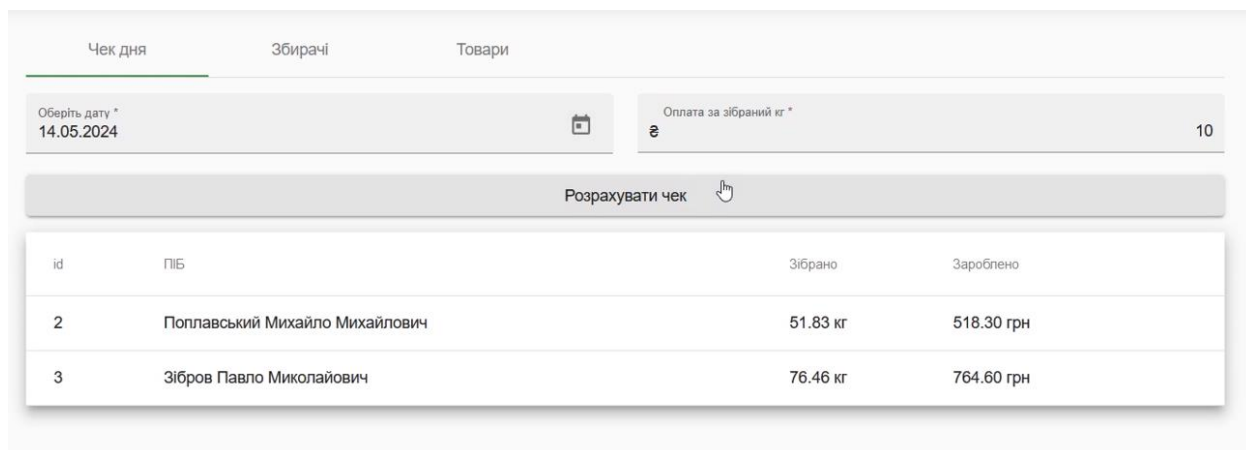 Чек дня Збирачі Товари
Оберіть дату * Оплата за зібраний кг *
14.05.2024 ₴ 10
Розрахувати чек
id ПІБ Зібрано Зароблено
2 Поплавський Михайло Михайлович 51.83 кг 518.30 грн
3 Зібров Павло Миколайович 76.46 кг 764.60 грн